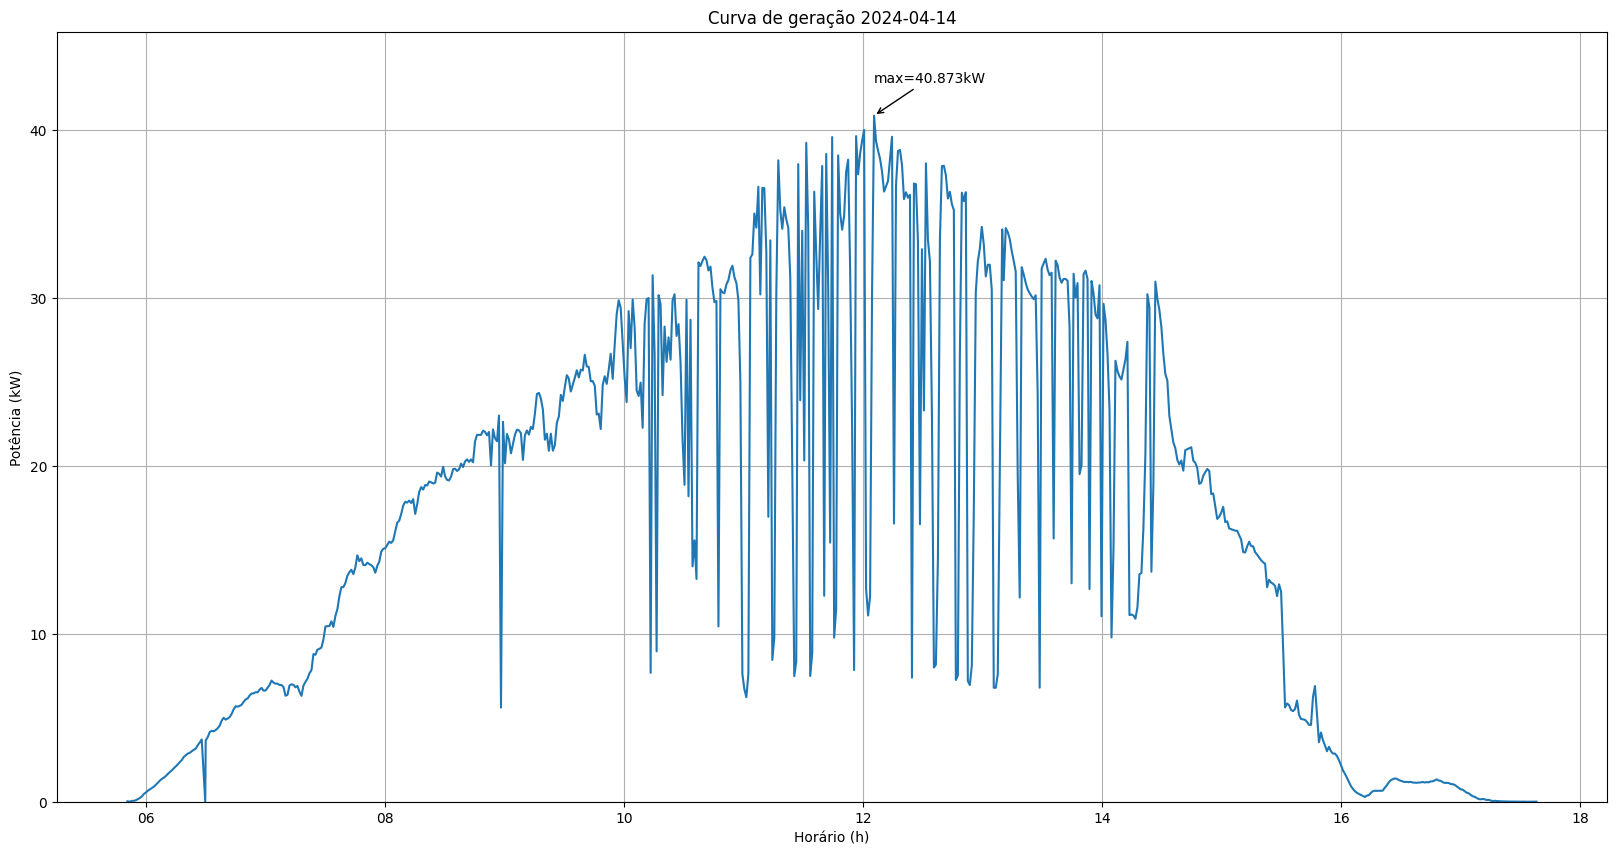 Curva de geração 2024-04-14
max=40.873kW
Potência (kW)
40
30
20
10
0
06 08 10 12 14 16 18
Horário (h)